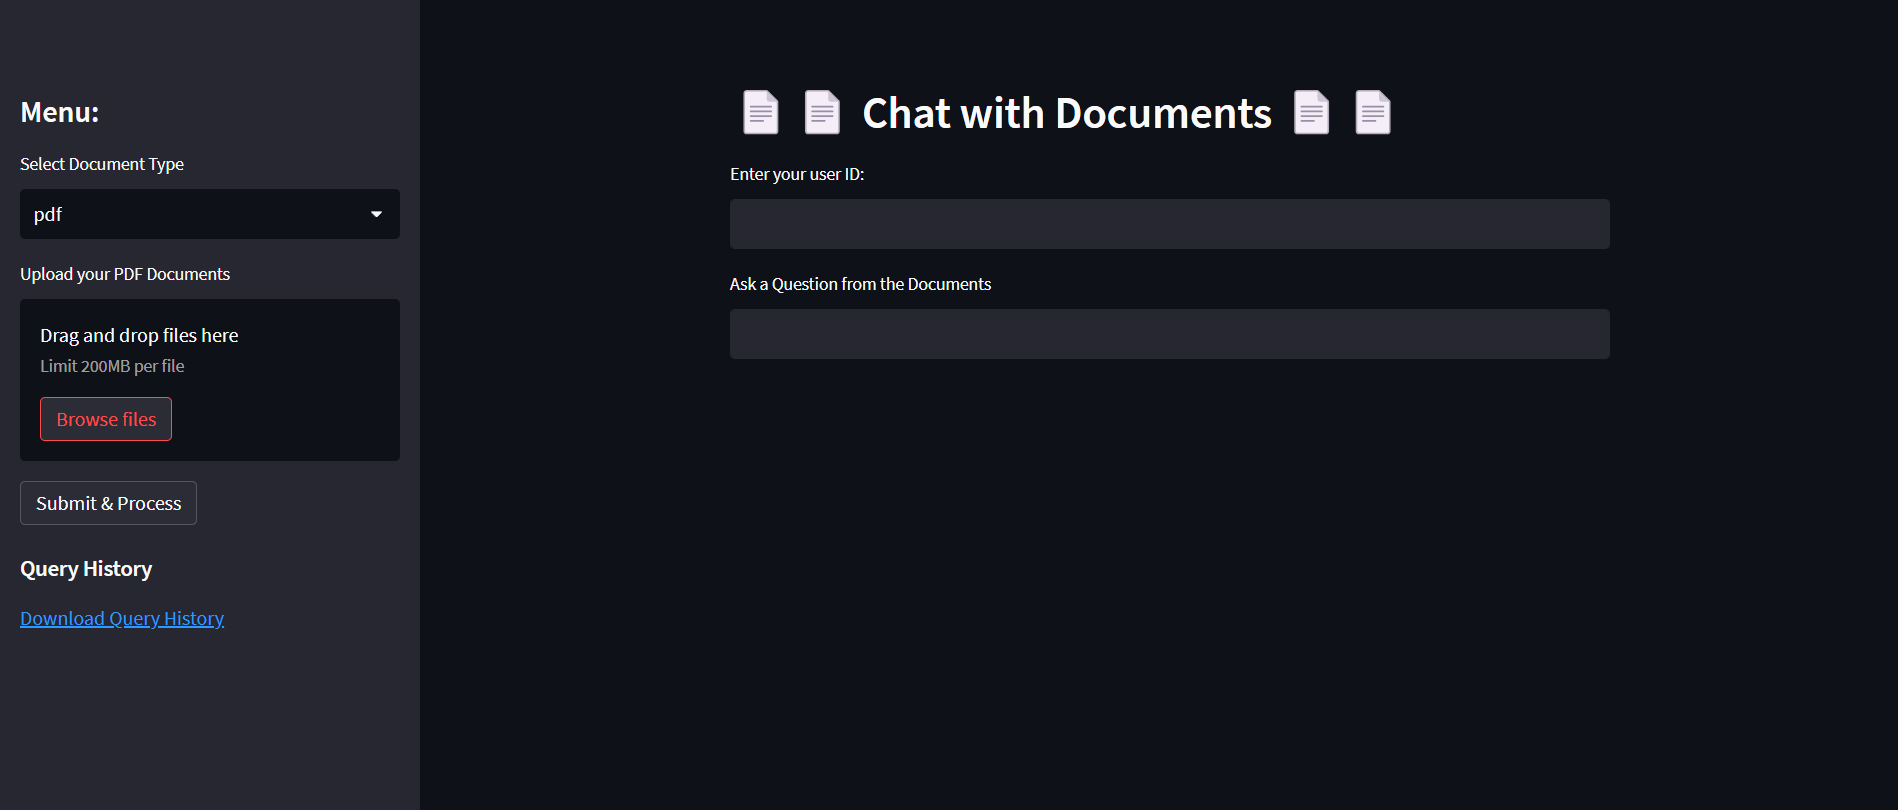 Menu:
Select Document Type
pdf
Upload your PDF Documents
Drag and drop files here
Limit 200MB per file
Browse files
Submit & Process
Query History
Download Query History
Chat with Documents
Enter your user ID:
Ask a Question from the Documents